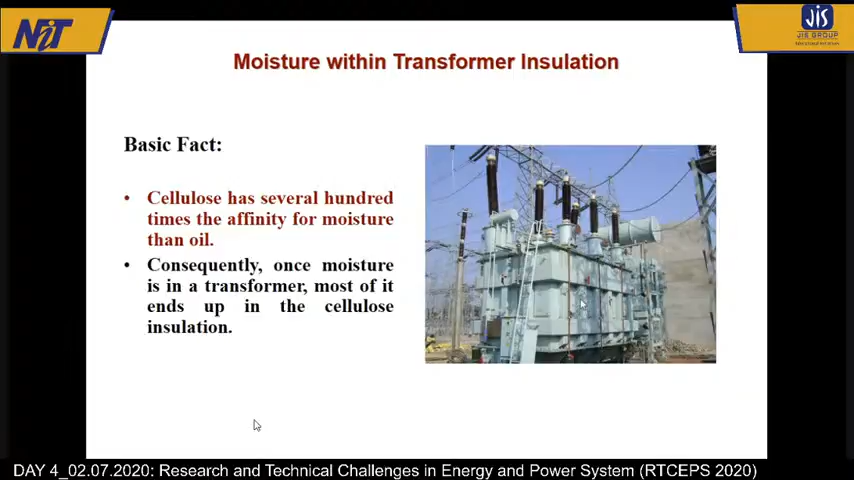 NiT
JIS
JIS GROUP
Moisture within Transformer Insulation
Basic Fact:
• Cellulose has several hundred
times the affinity for moisture
than oil.
• Consequently, once moisture
is in a transformer, most of it
ends up in the cellulose
insulation.
DAY 4_02.07.2020: Research and Technical Challenges in Energy and Power System (RTCEPS 2020)